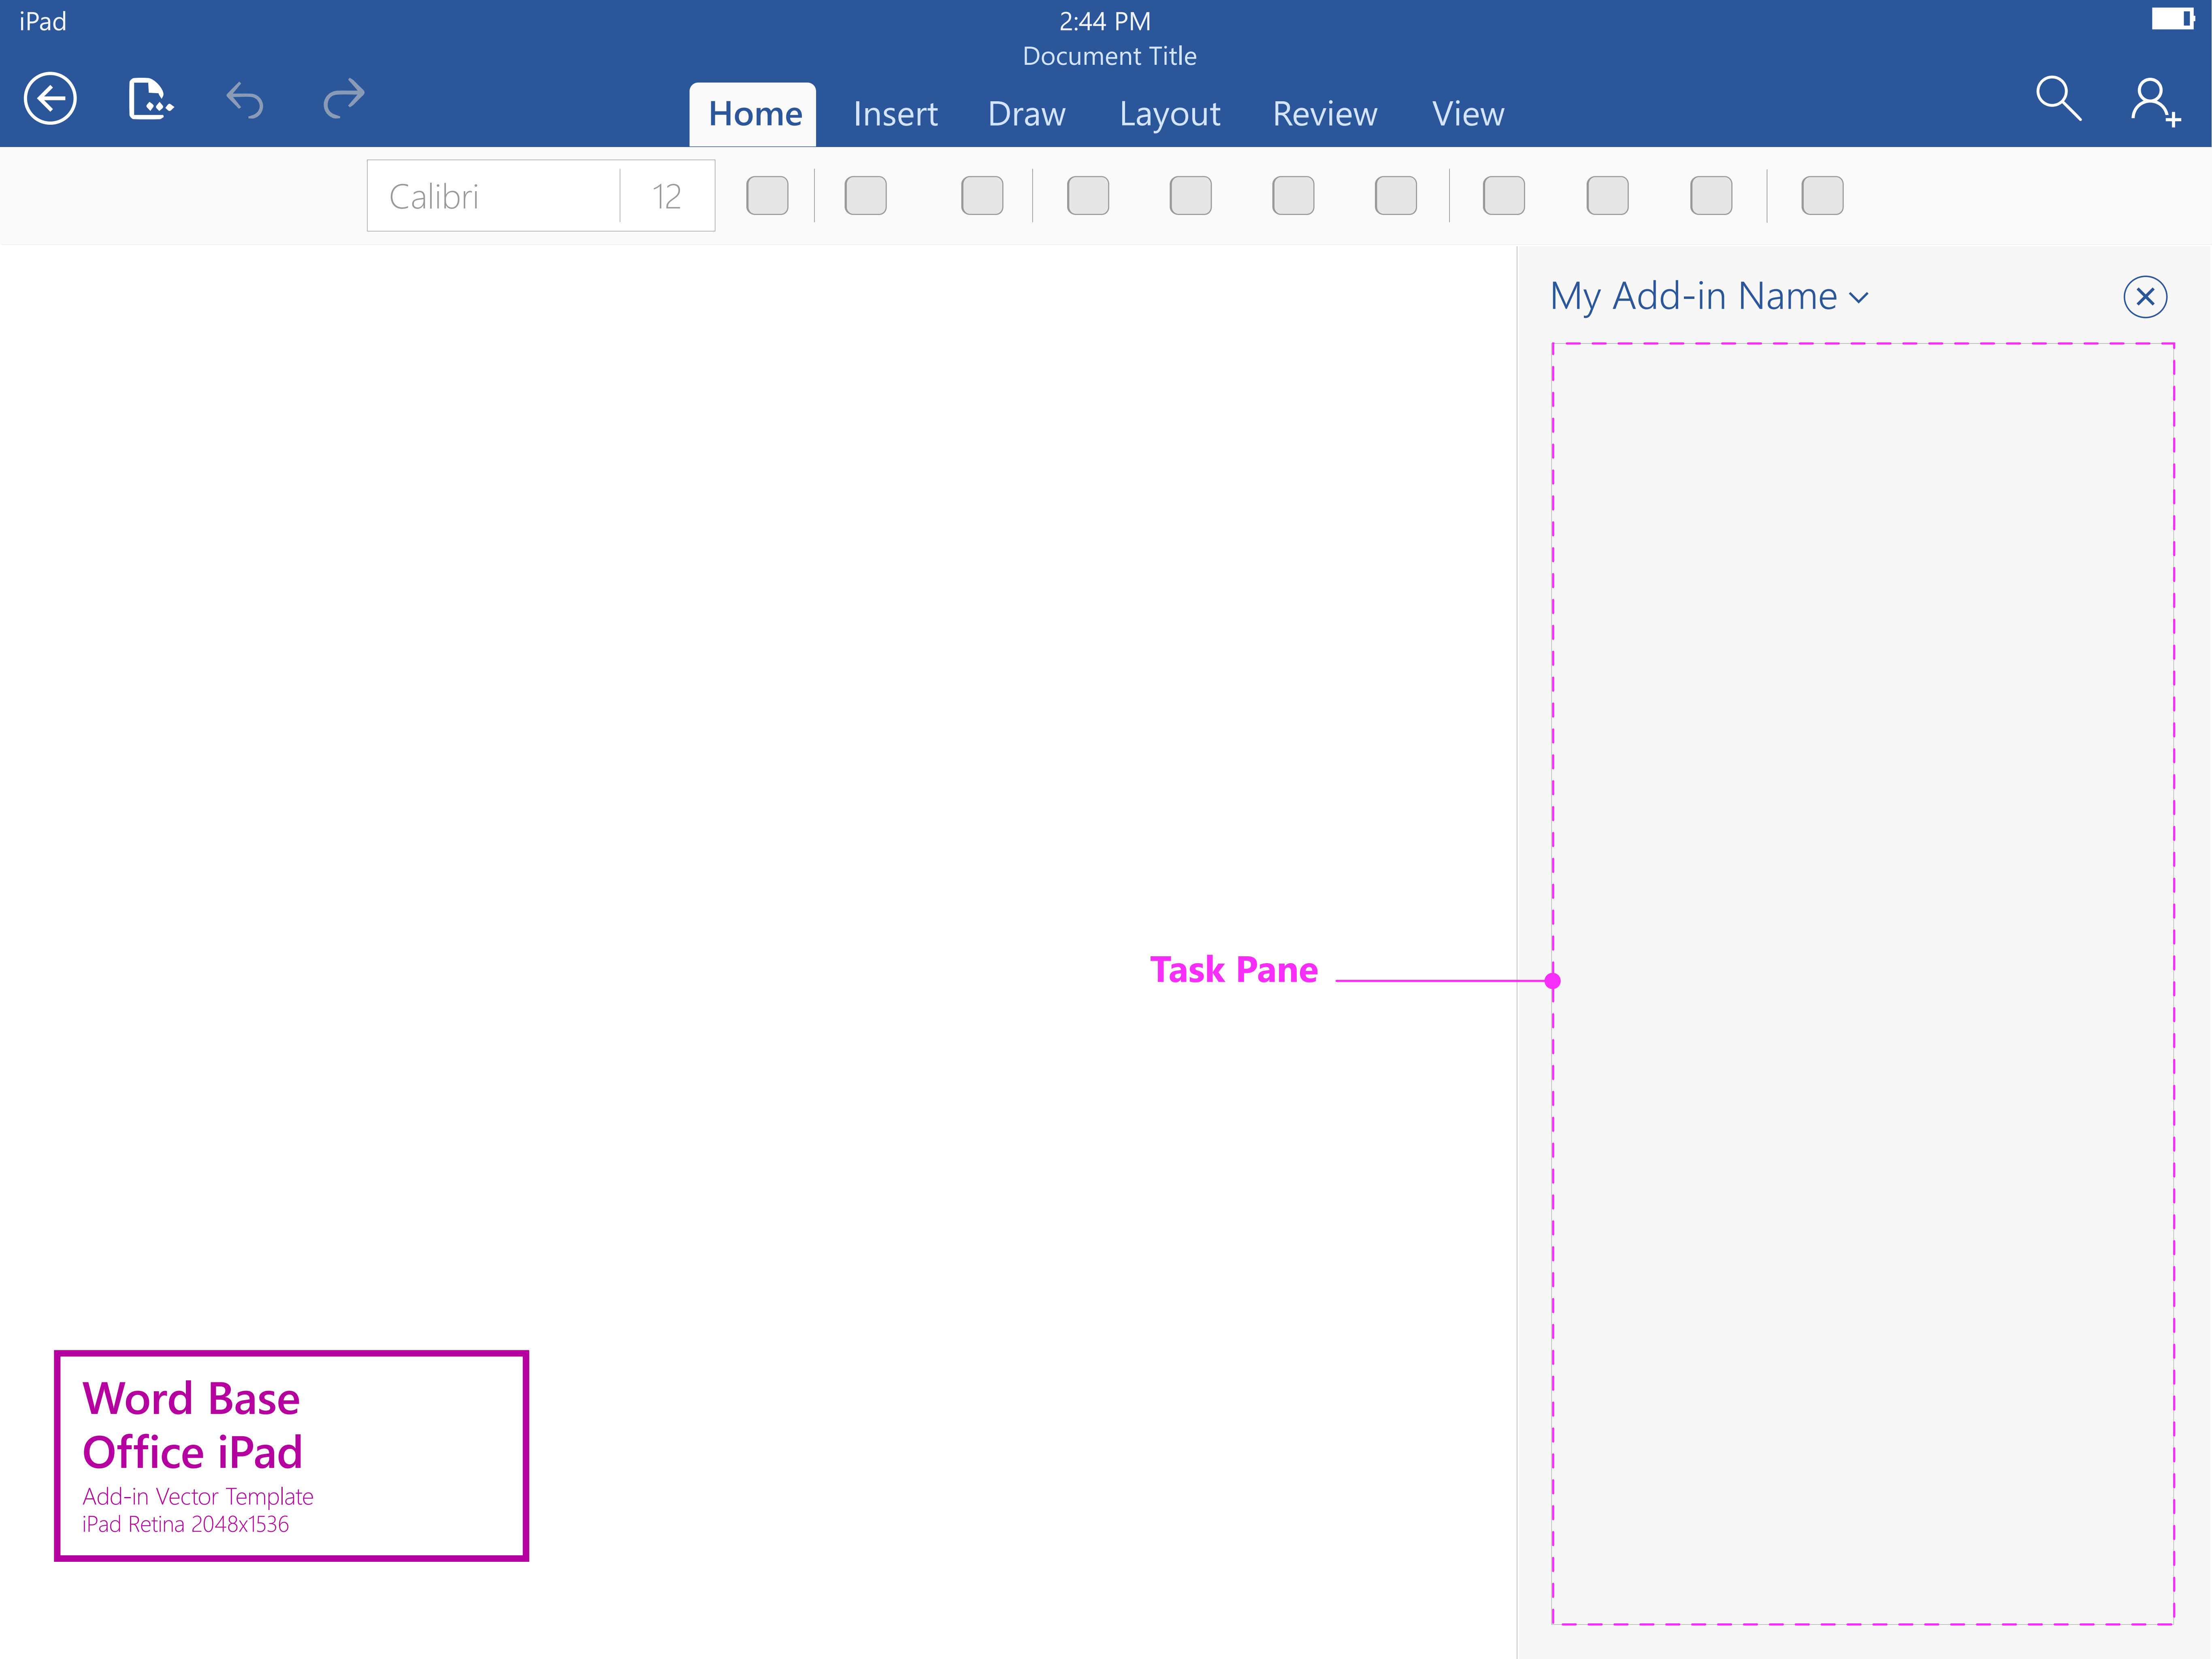 iPad
2:44 PM
Document Title
Home Insert Draw Layout Review View
Calibri 12
My Add-in Name
Task Pane
Word Base
Office iPad
Add-in Vector Template
iPad Retina 2048x1536